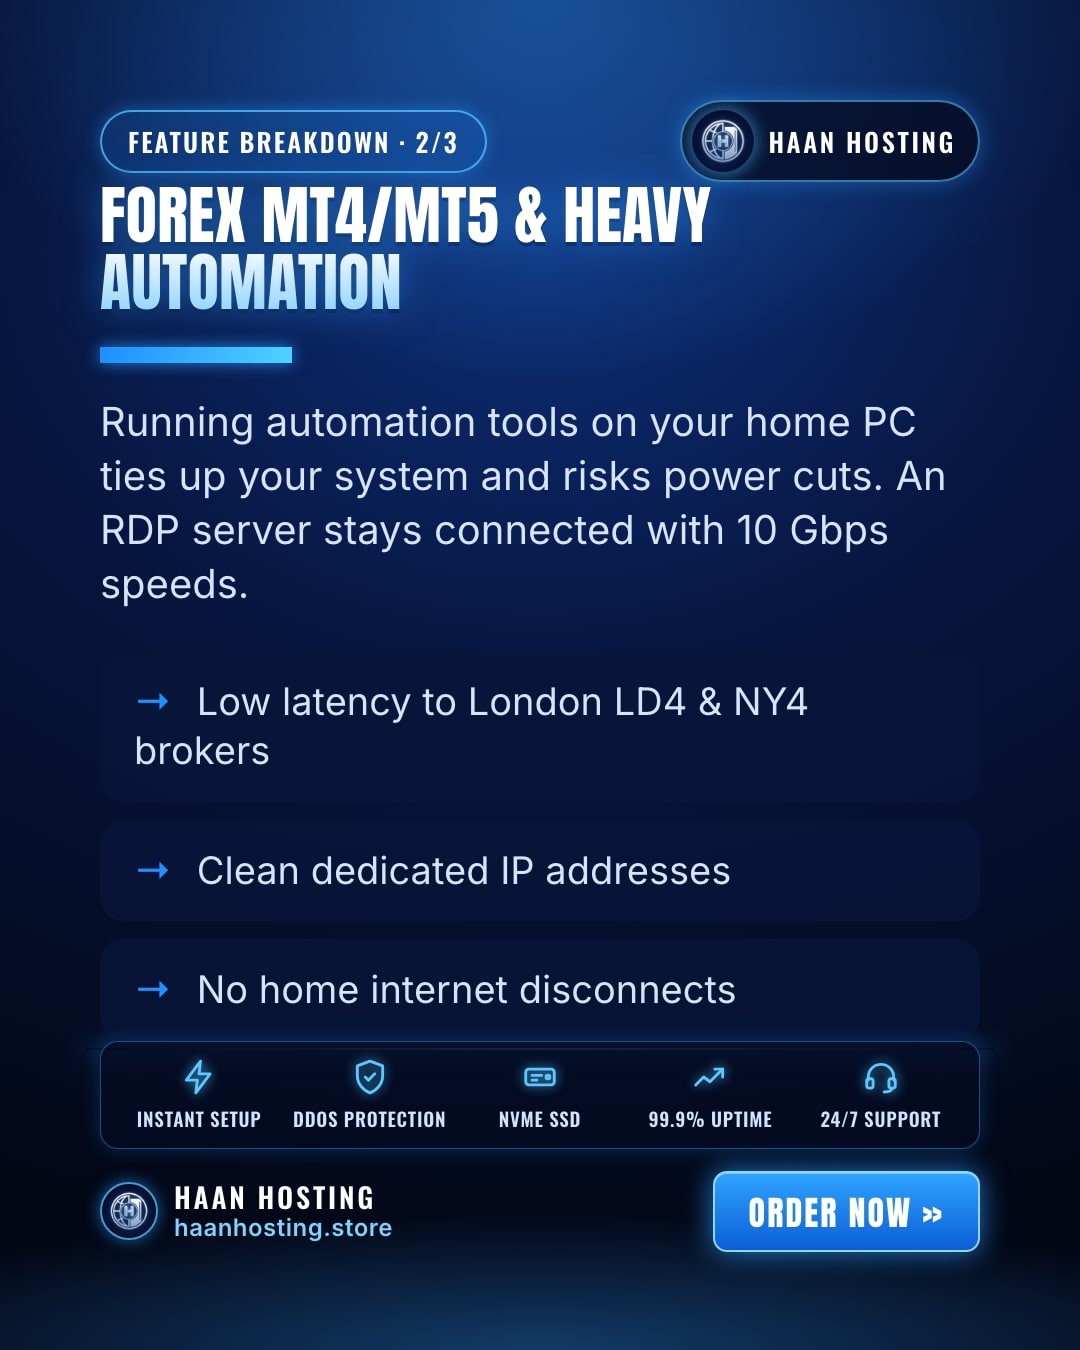 FEATURE BREAKDOWN · 2/3
HAAN HOSTING
FOREX MT4/MT5 & HEAVY
AUTOMATION
Running automation tools on your home PC
ties up your system and risks power cuts. An
RDP server stays connected with 10 Gbps
speeds.
→ Low latency to London LD4 & NY4
brokers
→ Clean dedicated IP addresses
→ No home internet disconnects
INSTANT SETUP DDOS PROTECTION NVME SSD 99.9% UPTIME 24/7 SUPPORT
HAAN HOSTING
haanhosting.store
ORDER NOW »